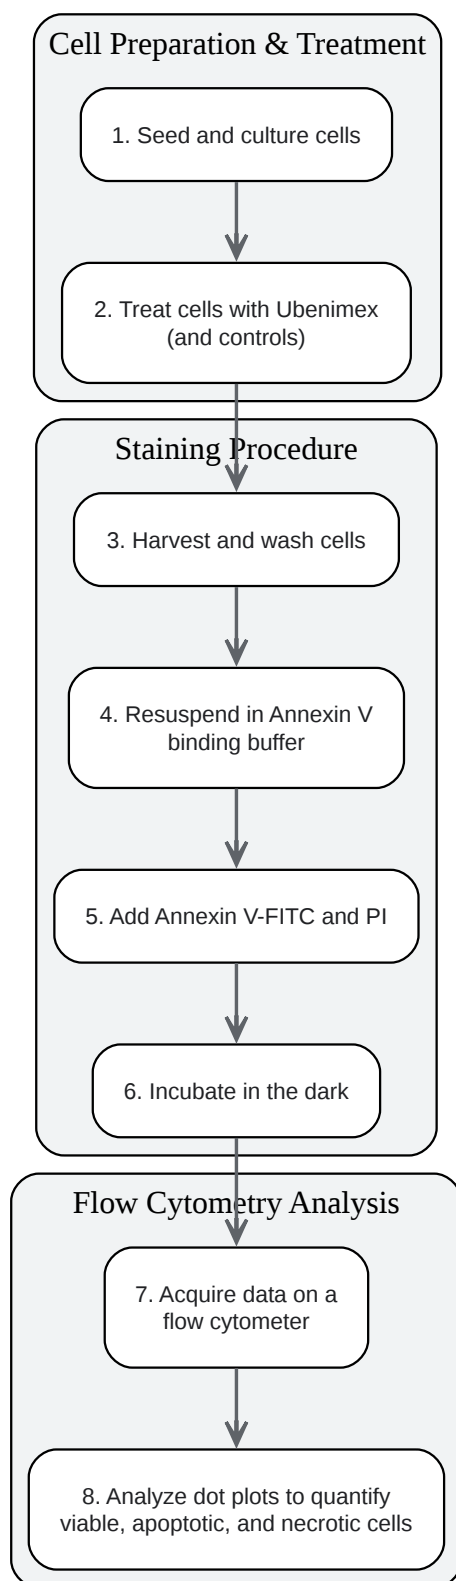 Cell Preparation & Treatment
1. Seed and culture cells
2. Treat cells with Ubenimex
(and controls)
Staining Procedure
3. Harvest and wash cells
4. Resuspend in Annexin V
binding buffer
5. Add Annexin V-FITC and PI
6. Incubate in the dark
Flow Cytometry Analysis
7. Acquire data on a
flow cytometer
8. Analyze dot plots to quantify
viable, apoptotic, and necrotic cells